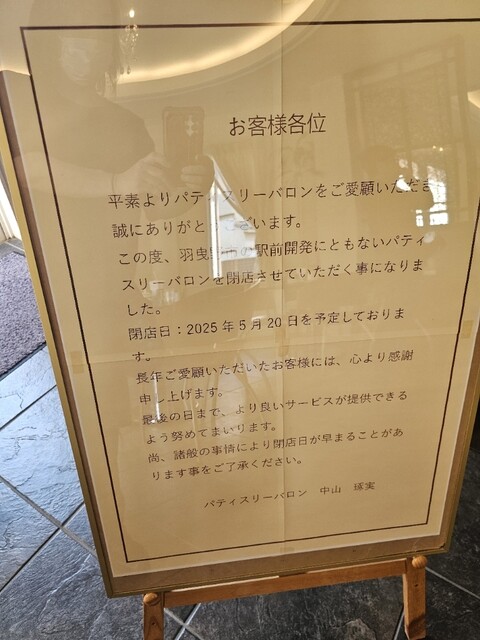 お客様各位
平素よりパティスリーバロンをご愛顧いただき
誠にありがとございます。
この度、羽曳野市の駅前開発にともないパティ
スリーバロンを閉店させていただく事になりま
した。
閉店日：2025年5月20日を予定しておりま
す。
長年ご愛顧いただいたお客様には、心より感謝
申し上げます。
最後の日まで、より良いサービスが提供できる
よう努めてまいります。
尚、諸般の事情により閉店日が早まることがあ
ります事をご了承ください。
パティスリーバロン 中山 琢実